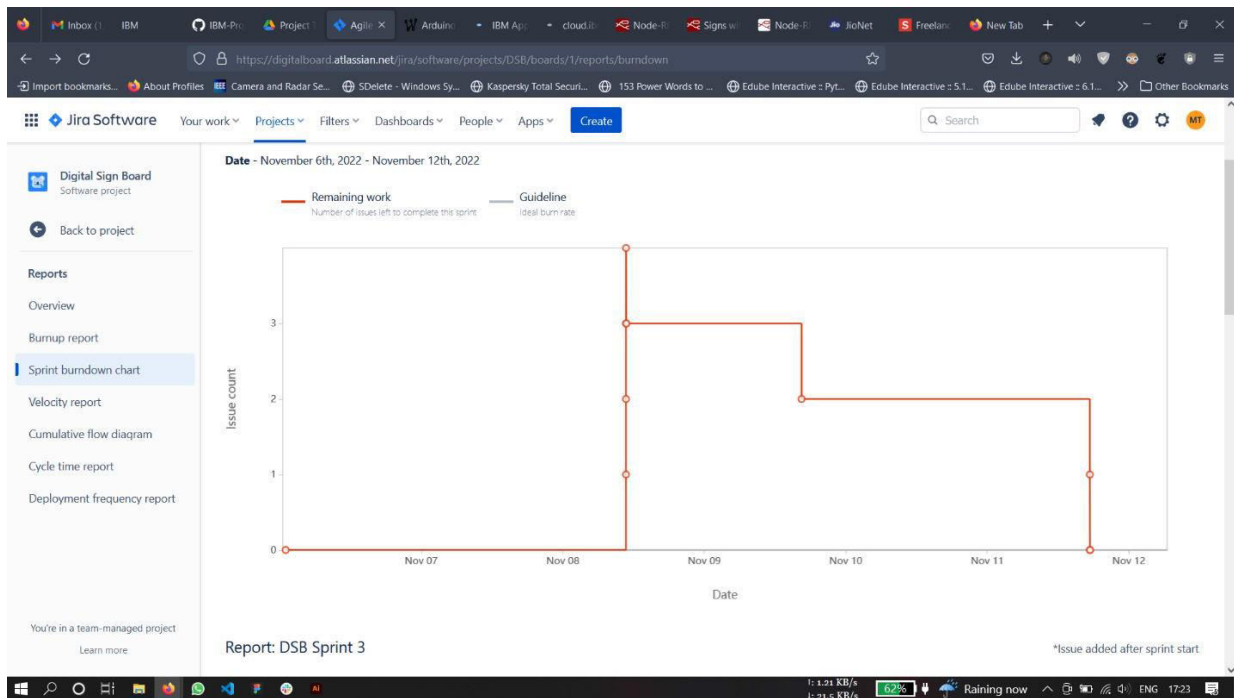 Inbox (1
IBM
IBM-Pro
Project T
Agile
Arduino
IBM App
cloud.ib
Node-R
Signs wi
Node-R
JioNet
Freelanc
New Tab
https://digitalboard.atlassian.net/jira/software/projects/DSB/boards/1/reports/burndown
Import bookmarks... About Profiles Camera and Radar Se... SDelete - Windows Sy... Kaspersky Total Securi... 153 Power Words to ... Edube Interactive :: Pyt... Edube Interactive :: 5.1... Edube Interactive :: 6.1... Other Bookmarks
Jira Software Your work Projects Filters Dashboards People Apps Create Search MT
Digital Sign Board
Software project
Back to project
Reports
Overview
Burnup report
Sprint burndown chart
Velocity report
Cumulative flow diagram
Cycle time report
Deployment frequency report
You're in a team-managed project
Learn more
Date - November 6th, 2022 - November 12th, 2022
Remaining work
Number of issues left to complete this sprint
Guideline
Ideal burn rate
Issue count
3
2
1
0
Nov 07 Nov 08 Nov 09 Nov 10 Nov 11 Nov 12
Date
Report: DSB Sprint 3
*Issue added after sprint start
1.21 KB/s
21.5 KB/s
62%
Raining now
ENG
17:23